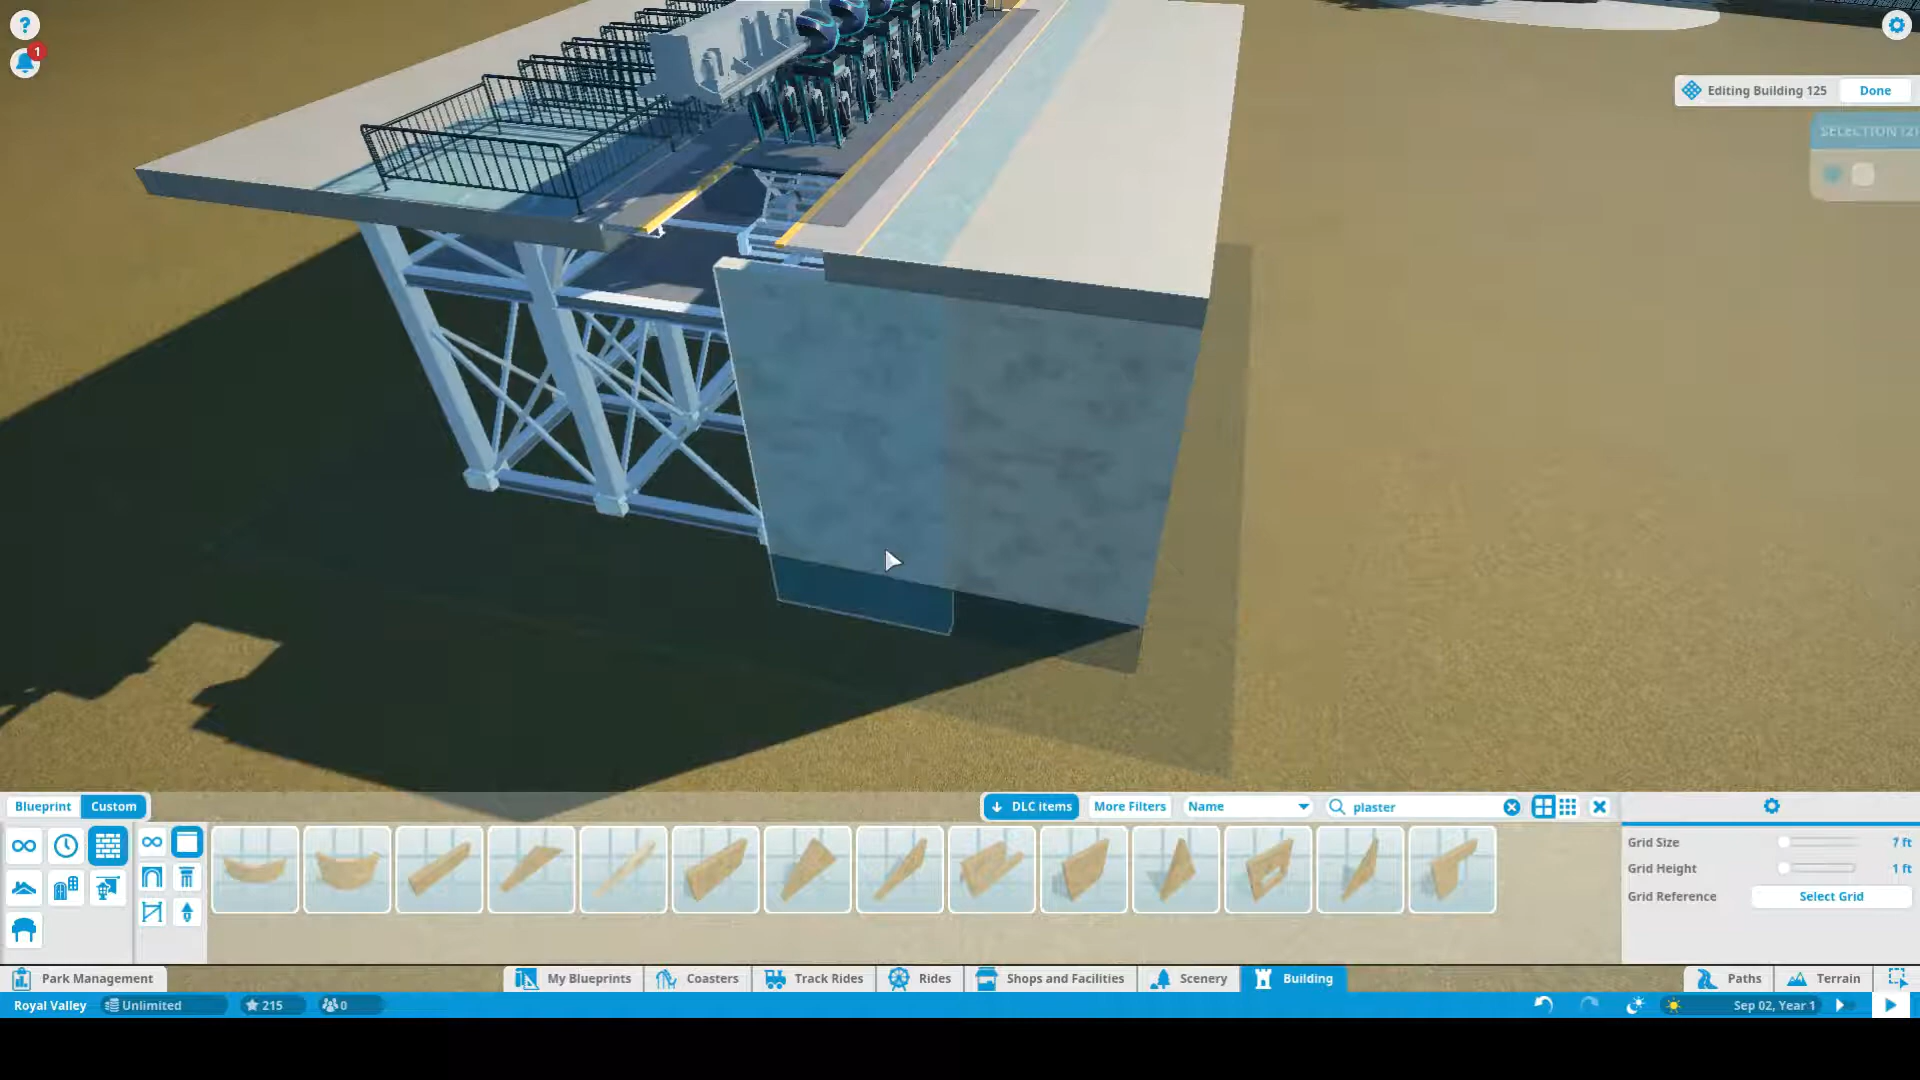 ?
1
Editing Building 125
Done
SELECTION (2)
Blueprint
Custom
DLC items
More Filters
Name
plaster
Grid Size
7 ft
Grid Height
1 ft
Grid Reference
Select Grid
Park Management
My Blueprints
Coasters
Track Rides
Rides
Shops and Facilities
Scenery
Building
Paths
Terrain
Royal Valley
Unlimited
215
0
Sep 02, Year 1